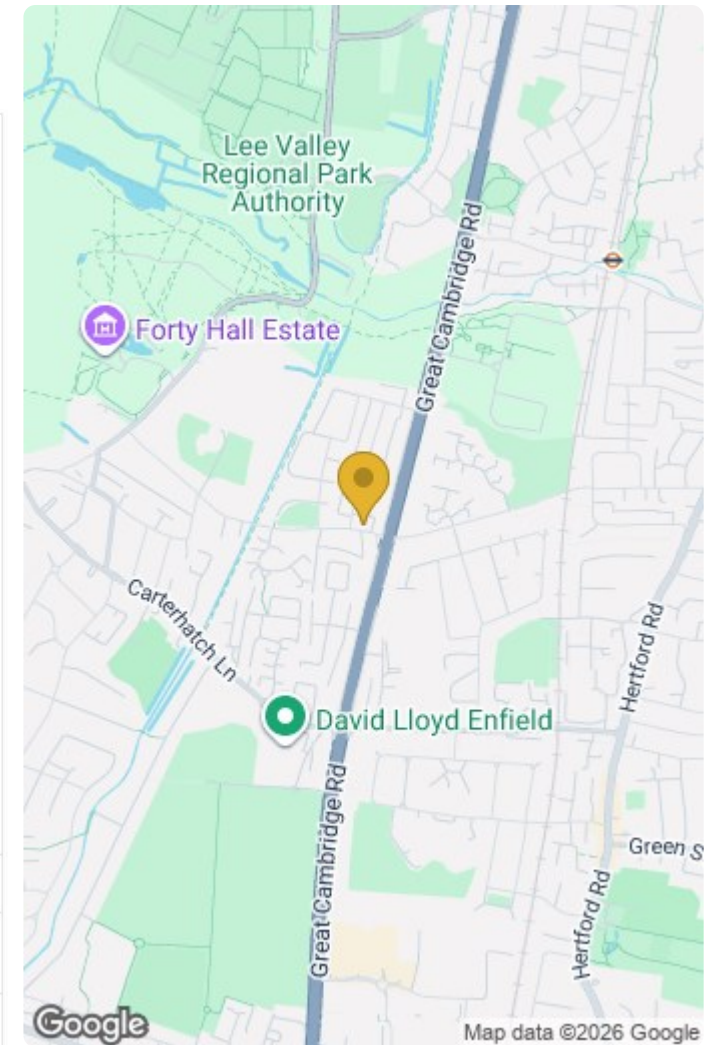 Lee Valley
Regional Park
Authority
Great Cambridge Rd
Forty Hall Estate
Carterhatch Ln
Hertford Rd
David Lloyd Enfield
Great Cambridge Rd
Green S
Hertford Rd
Google
Map data ©2026 Google